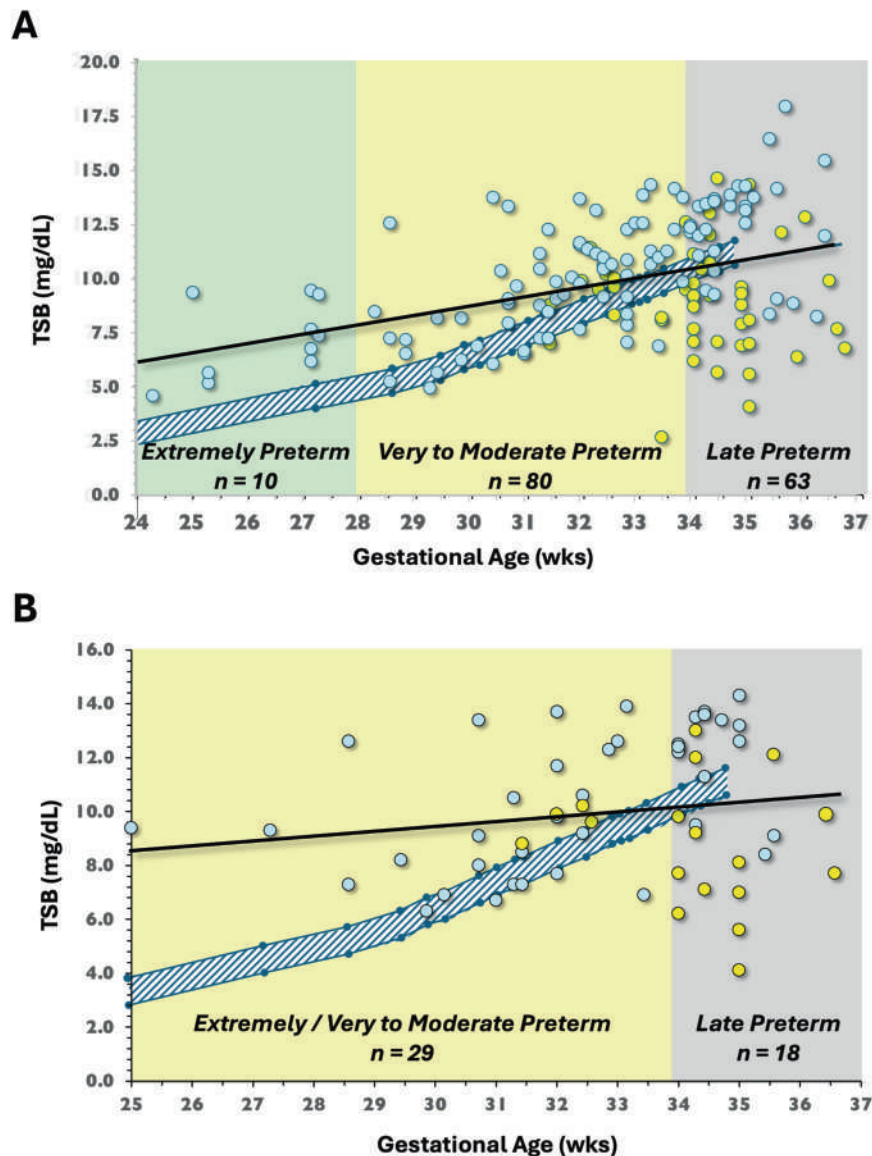 A
20.0
17.5
15.0
12.5
10.0
7.5
5.0
2.5
0.0
TSB (mg/dL)
Extremely Preterm
n = 10
Very to Moderate Preterm
n = 80
Late Preterm
n = 63
24 25 26 27 28 29 30 31 32 33 34 35 36 37
Gestational Age (wks)
B
16.0
14.0
12.0
10.0
8.0
6.0
4.0
2.0
0.0
TSB (mg/dL)
Extremely / Very to Moderate Preterm
n = 29
Late Preterm
n = 18
25 26 27 28 29 30 31 32 33 34 35 36 37
Gestational Age (wks)